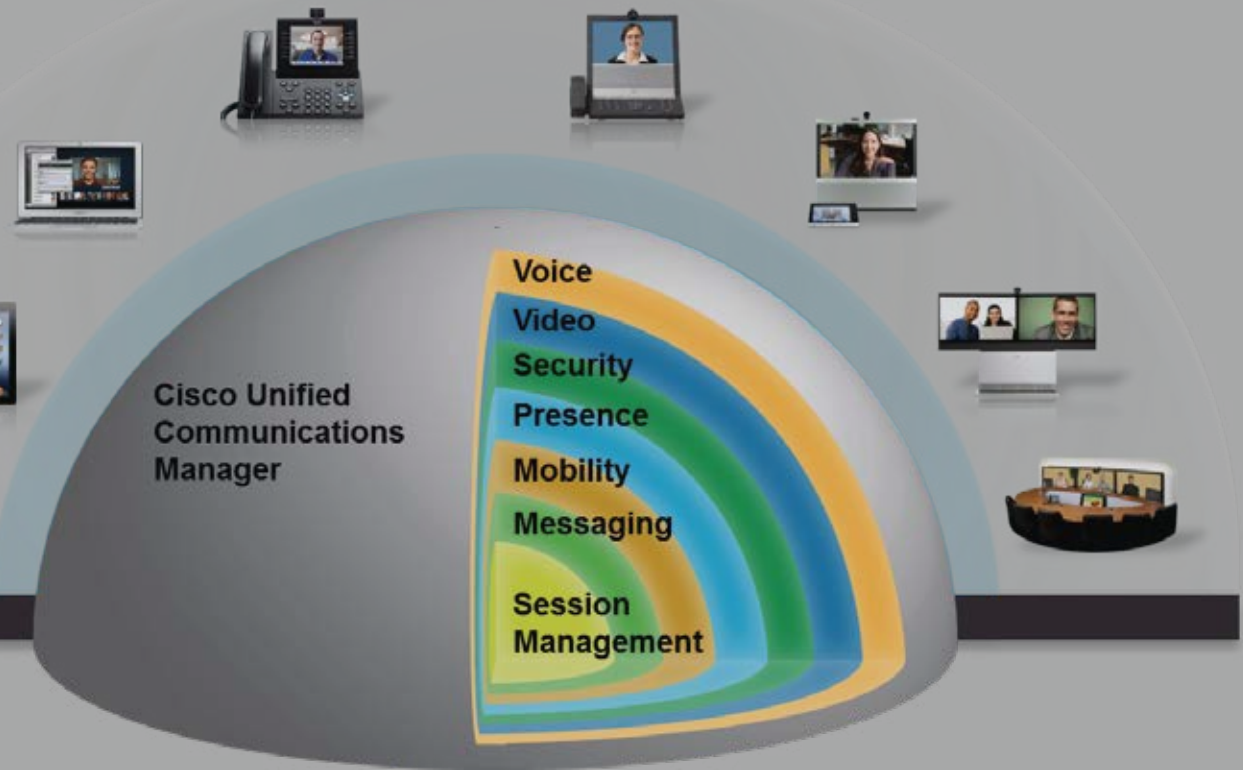 Cisco Unified
Communications
Manager
Voice
Video
Security
Presence
Mobility
Messaging
Session
Management